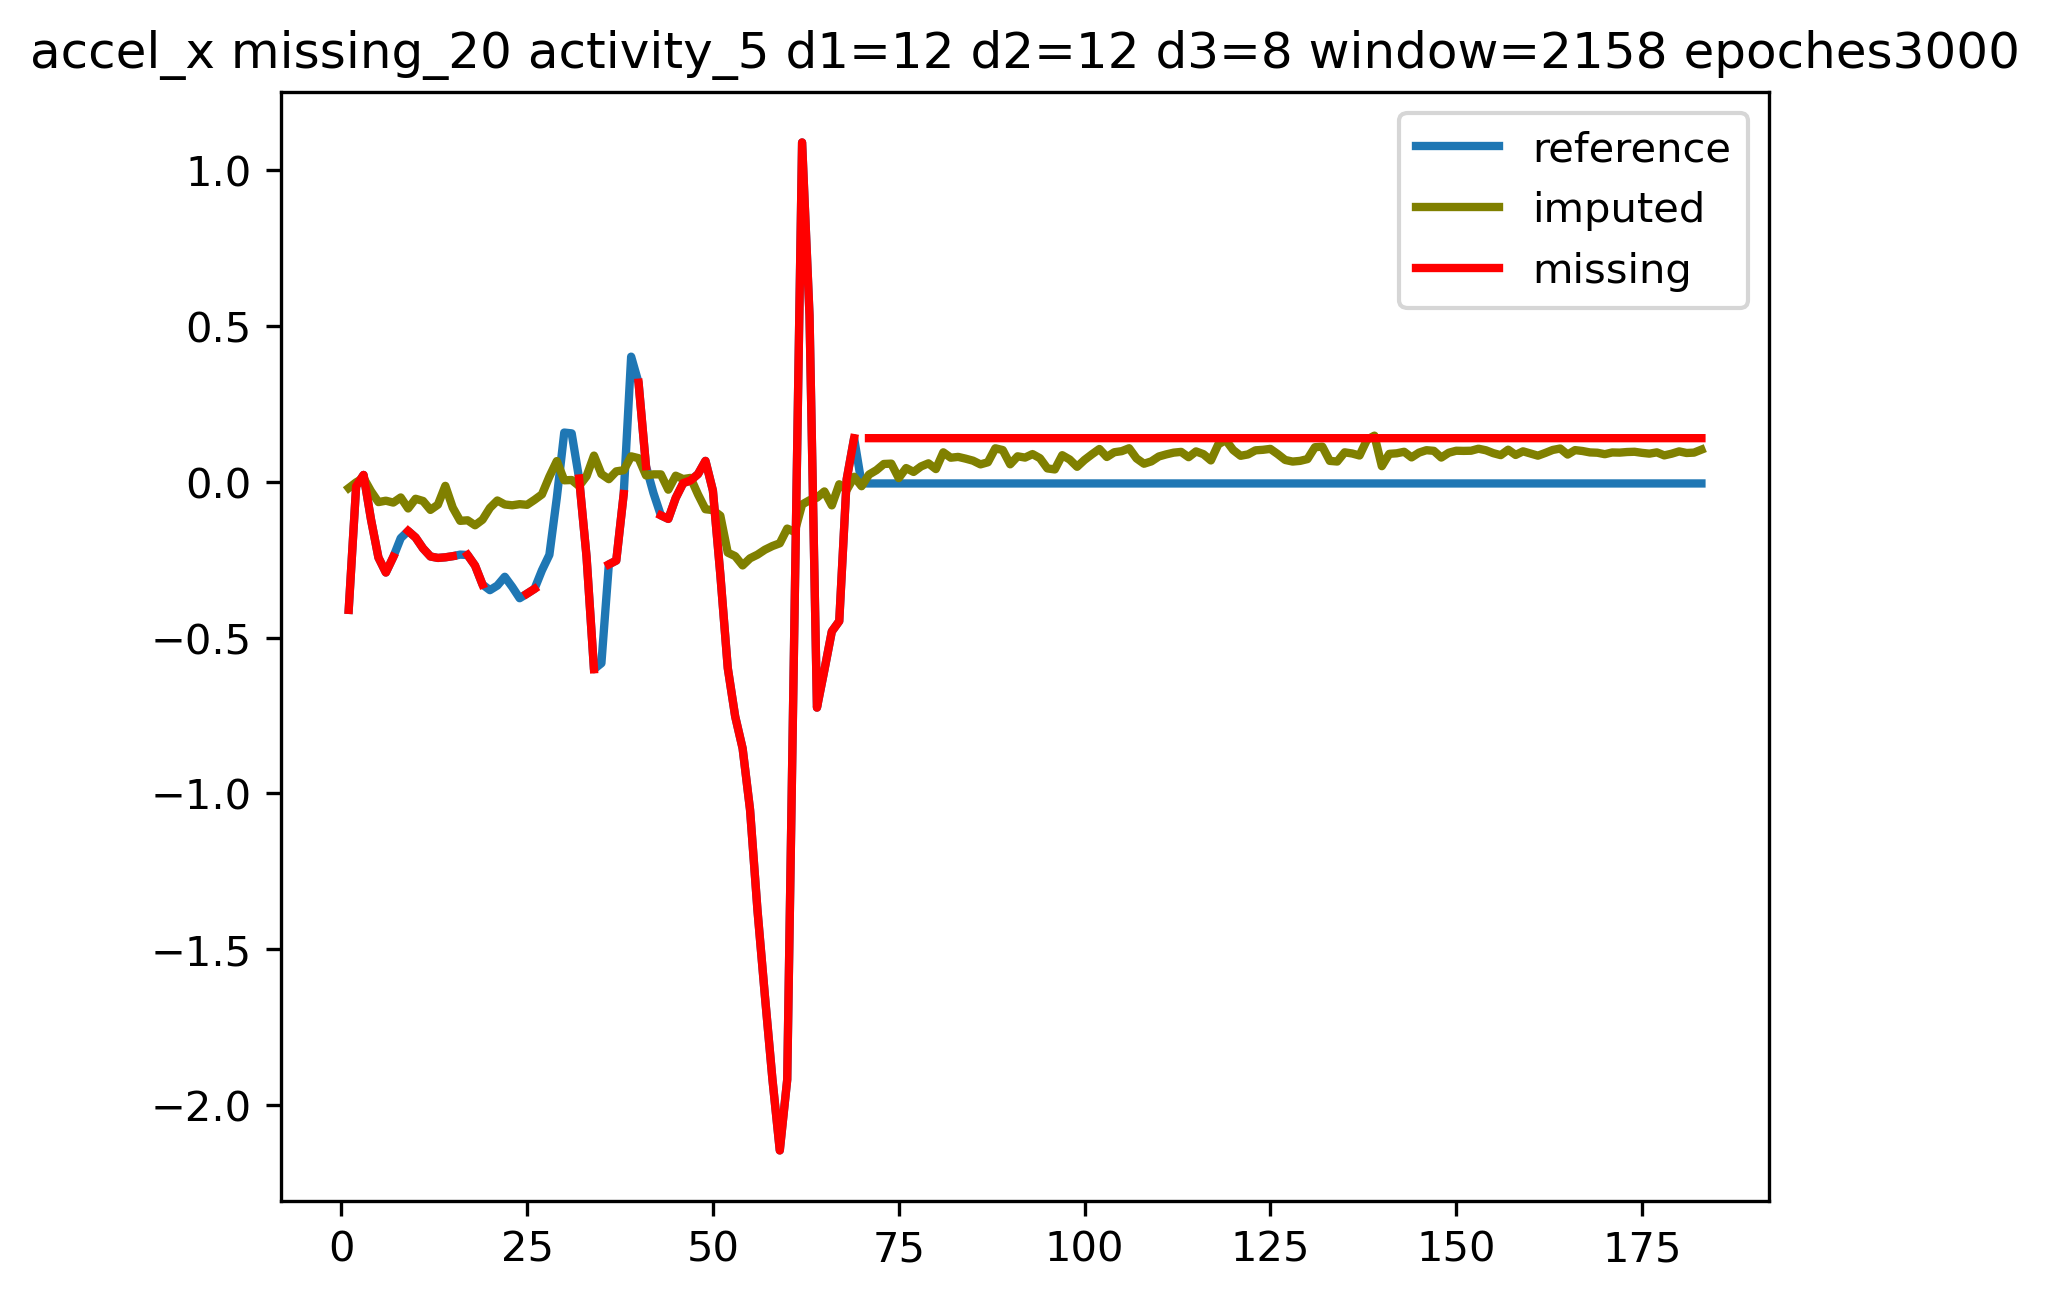 accel_x missing_20 activity_5 d1=12 d2=12 d3=8 window=2158 epoches3000
reference
imputed
missing
1.0
0.5
0.0
−0.5
−1.0
−1.5
−2.0
0 25 50 75 100 125 150 175